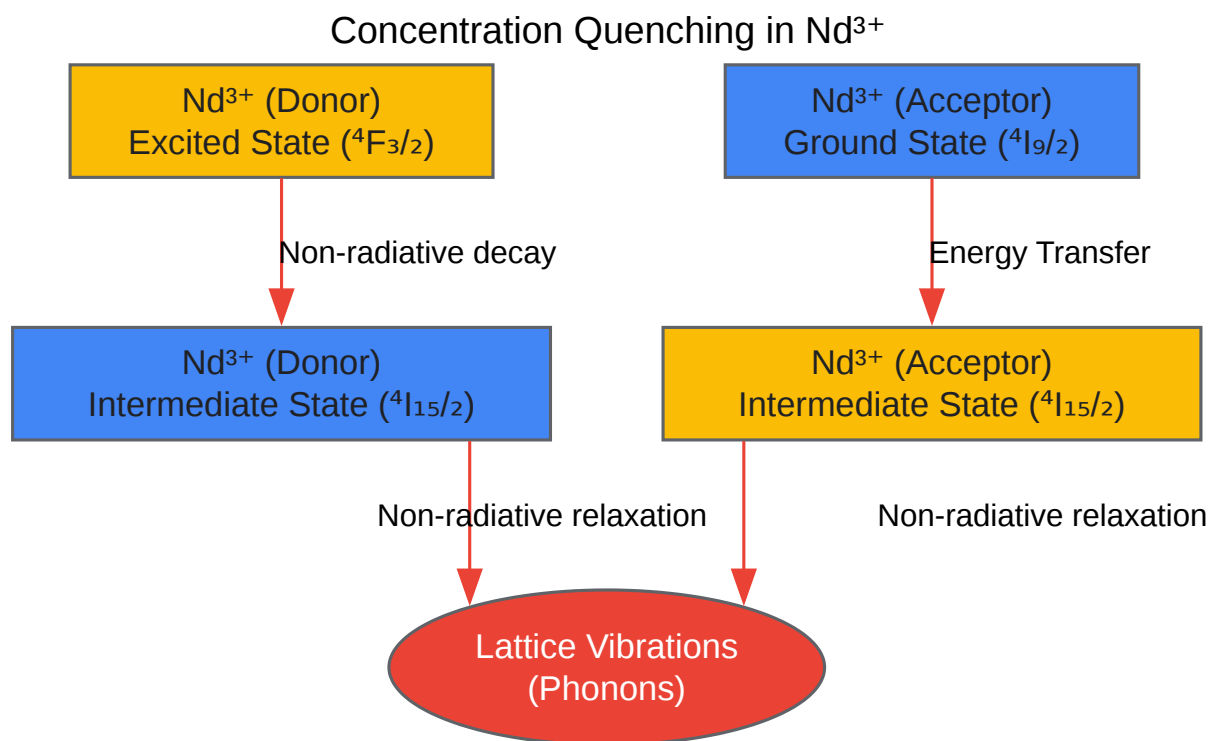 Concentration Quenching in Nd³⁺
Nd³⁺ (Donor)
Excited State (⁴F₃/₂)
Nd³⁺ (Acceptor)
Ground State (⁴I₉/₂)
Non-radiative decay
Energy Transfer
Nd³⁺ (Donor)
Intermediate State (⁴I₁₅/₂)
Nd³⁺ (Acceptor)
Intermediate State (⁴I₁₅/₂)
Non-radiative relaxation
Non-radiative relaxation
Lattice Vibrations
(Phonons)